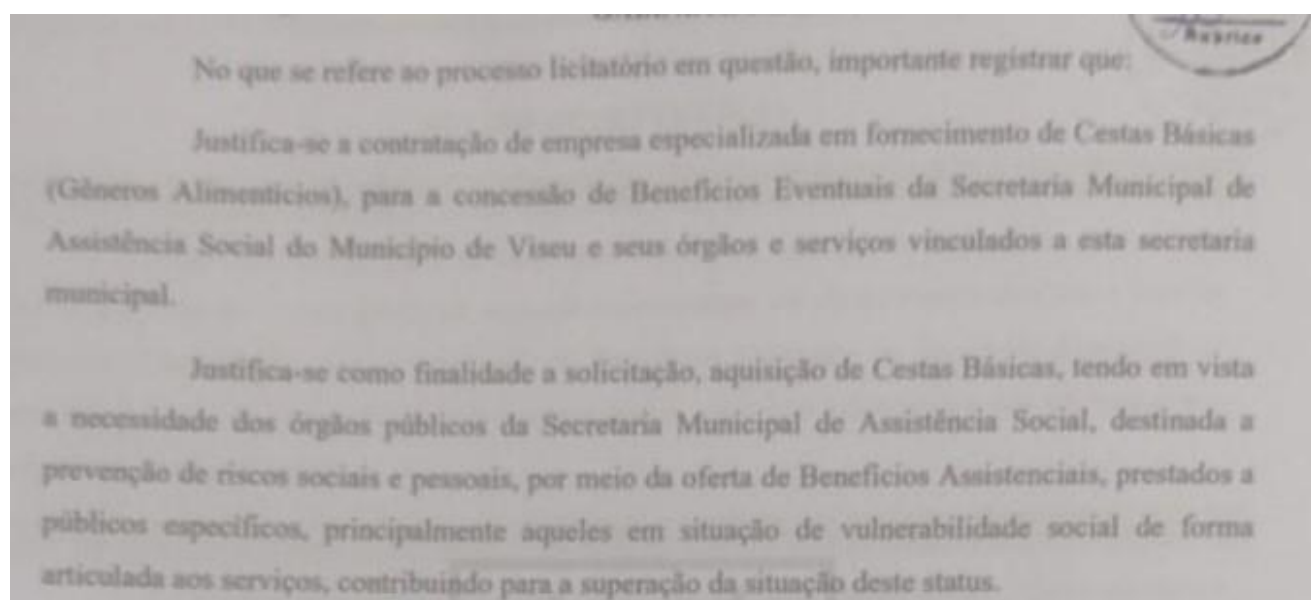 Rubrica
No que se refere ao processo licitatório em questão, importante registrar que:
Justifica-se a contratação de empresa especializada em fornecimento de Cestas Básicas
(Gêneros Alimentícios), para a concessão de Benefícios Eventuais da Secretaria Municipal de
Assistência Social do Município de Viseu e seus órgãos e serviços vinculados a esta secretaria
municipal.
Justifica-se como finalidade a solicitação, aquisição de Cestas Básicas, tendo em vista
a necessidade dos órgãos públicos da Secretaria Municipal de Assistência Social, destinada a
prevenção de riscos sociais e pessoais, por meio da oferta de Benefícios Assistenciais, prestados a
públicos específicos, principalmente aqueles em situação de vulnerabilidade social de forma
articulada aos serviços, contribuindo para a superação da situação deste status.